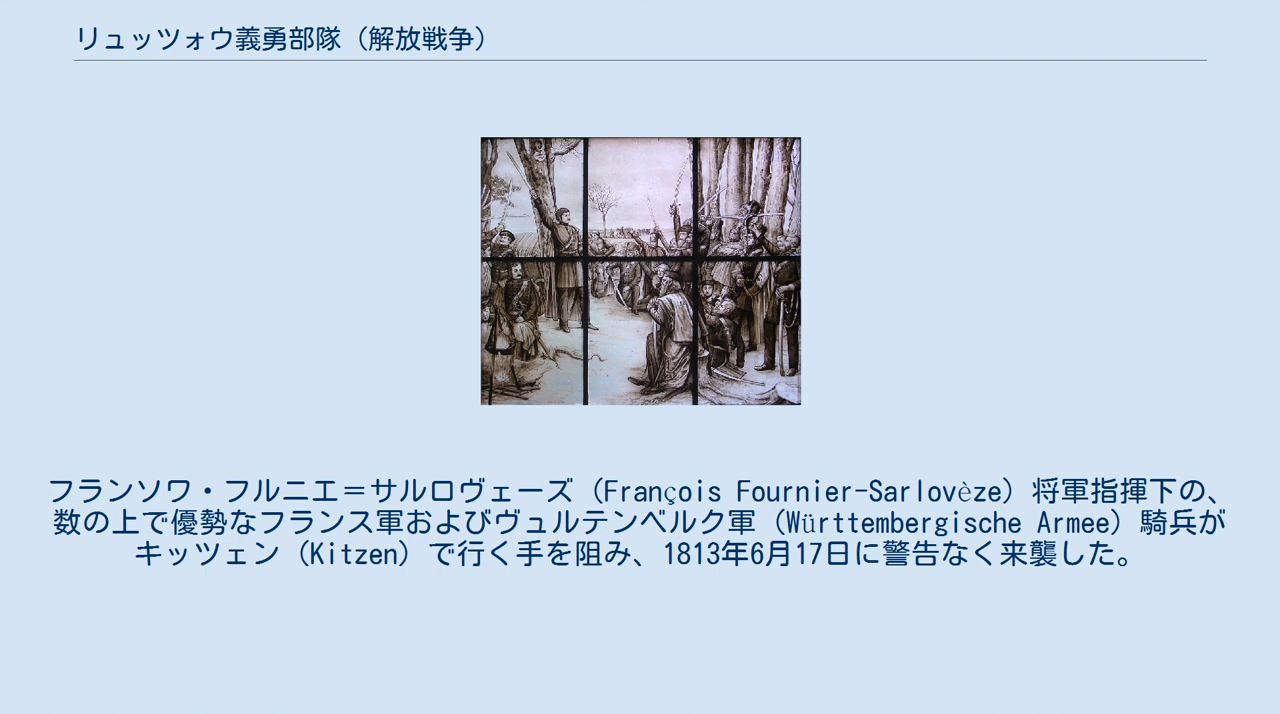 リュッツォウ義勇部隊（解放戦争）
フランソワ・フルニエ＝サルロヴェーズ（François Fournier-Sarlovèze）将軍指揮下の、
数の上で優勢なフランス軍およびヴュルテンベルク軍（Württembergische Armee）騎兵が
キッツェン（Kitzen）で行く手を阻み、1813年6月17日に警告なく来襲した。